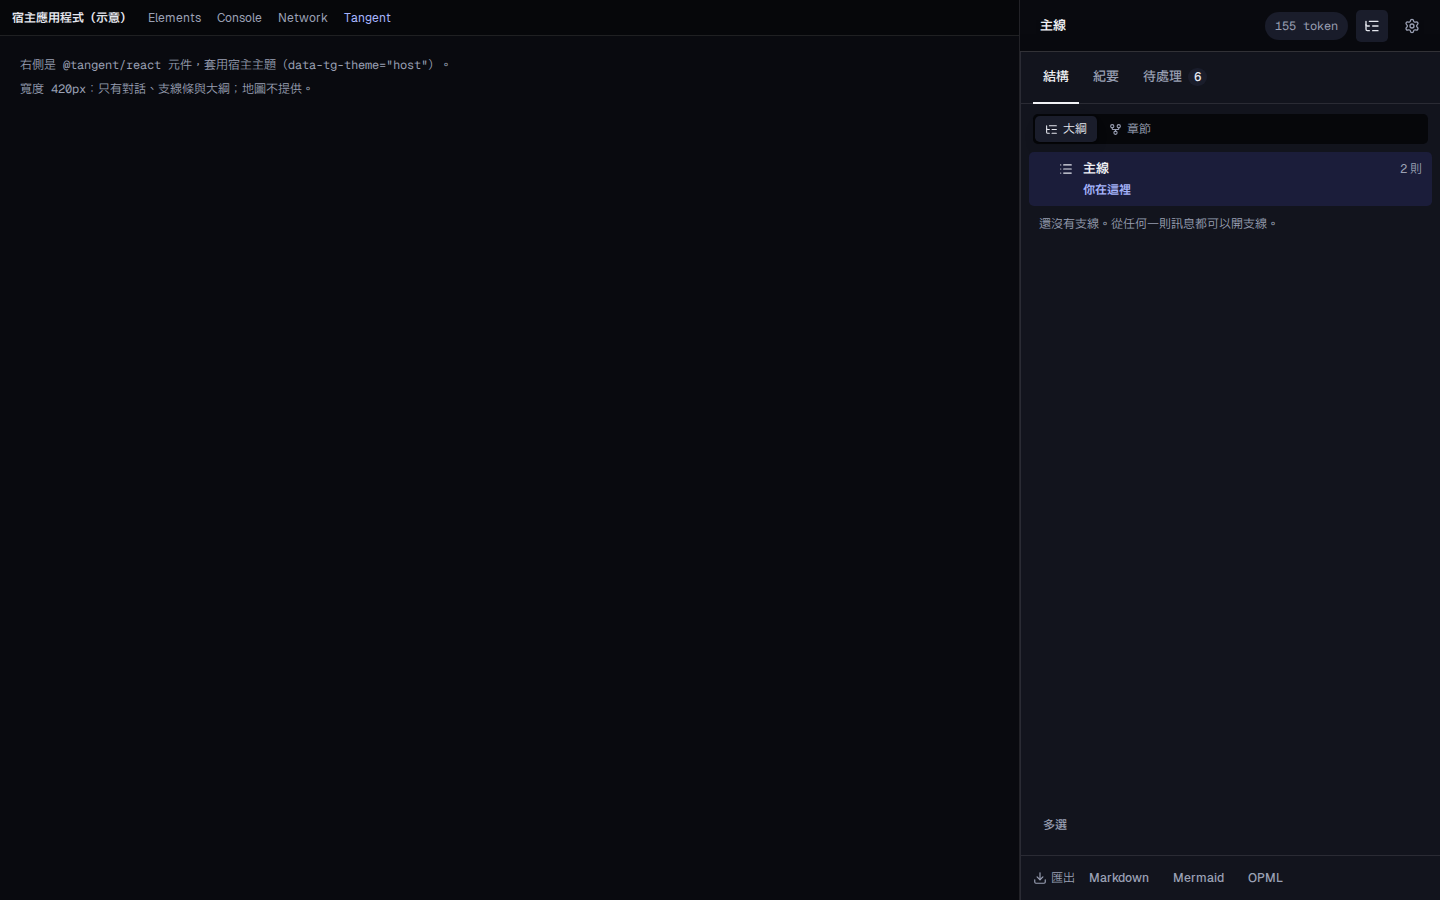 宿主應用程式（示意） Elements Console Network Tangent
右側是 @tangent/react 元件，套用宿主主題（data-tg-theme="host"）。
寬度 420px：只有對話、支線條與大綱；地圖不提供。
主線 155 token
結構 紀要 待處理 6
大綱 章節
主線 2 則
你在這裡
還沒有支線。從任何一則訊息都可以開支線。
多選
匯出 Markdown Mermaid OPML